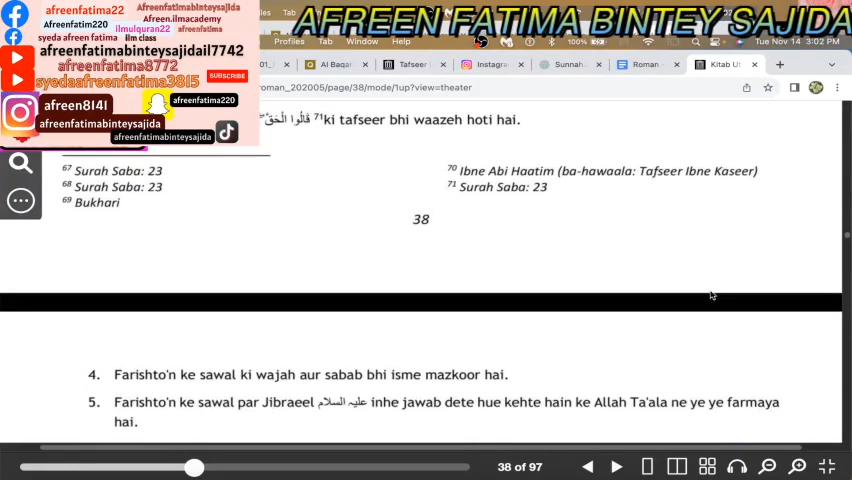 AFREEN FATIMA BINTEY SAJIDA
afreenfatima22
Afreenfatimabinteysajida
Afreen.ilmacademy
Afreenfatim220
ilmulquran22
afreenfatima
syeda afreen fatima
ilm class
afreenfatimabinteysajidail7742
afreenfatima8772
syedaafreenfatima3815
SUBSCRIBE
afreen8141
afreenfatima220
afreenfatimabinteysajida
afreenfatimabinteysajida
Profiles Tab Window Help 100% Tue Nov 14 3:02 PM
Al Baqar Tafseer Instagr Sunnah. Roman - Kitab Ut
roman_202005/page/38/mode/1up?view=theater
قَالُوا الْحَقَّ 71 ki tafseer bhi waazeh hoti hai.
67 Surah Saba: 23
68 Surah Saba: 23
69 Bukhari
70 Ibne Abi Haatim (ba-hawaala: Tafseer Ibne Kaseer)
71 Surah Saba: 23
38
4. Farishto'n ke sawal ki wajah aur sabab bhi isme mazkoor hai.
5. Farishto'n ke sawal par Jibraeel علیہ السلام inhe jawab dete hue kehte hain ke Allah Ta'ala ne ye ye farmaya
hai.
38 of 97